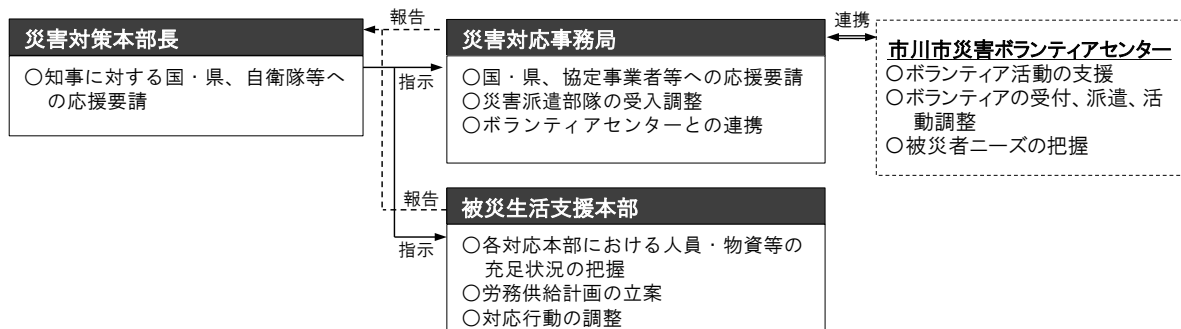 報告
災害対策本部長
○知事に対する国・県、自衛隊等へ
の応援要請
指示
災害対応事務局
○国・県、協定事業者等への応援要請
○災害派遣部隊の受入調整
○ボランティアセンターとの連携
連携
市川市災害ボランティアセンター
○ボランティア活動の支援
○ボランティアの受付、派遣、活
動調整
○被災者ニーズの把握
報告
指示
被災生活支援本部
○各対応本部における人員・物資等の
充足状況の把握
○労務供給計画の立案
○対応行動の調整